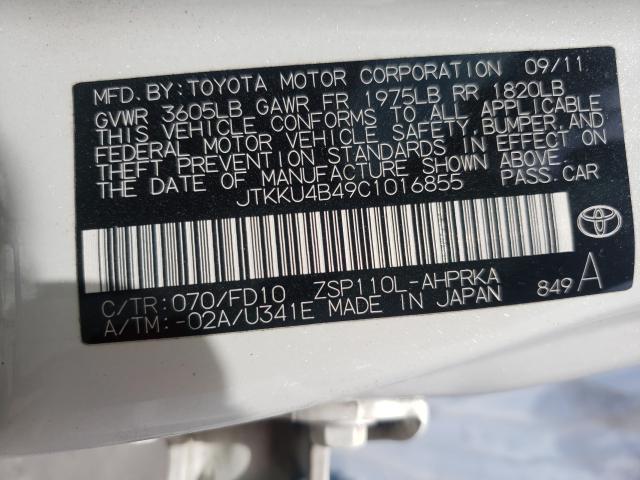 MFD. BY: TOYOTA MOTOR CORPORATION 09/11
GVWR 3605LB GAWR FR 1975LB RR 1820LB
THIS VEHICLE CONFORMS TO ALL APPLICABLE
FEDERAL MOTOR VEHICLE SAFETY, BUMPER, AND
THEFT PREVENTION STANDARDS IN EFFECT ON
THE DATE OF MANUFACTURE SHOWN ABOVE.
JTKKU4B49C1016855 PASS.CAR
C/TR: 070/FD10 ZSP110L-AHPRKA
A/TM: -02A/U341E MADE IN JAPAN 849 A